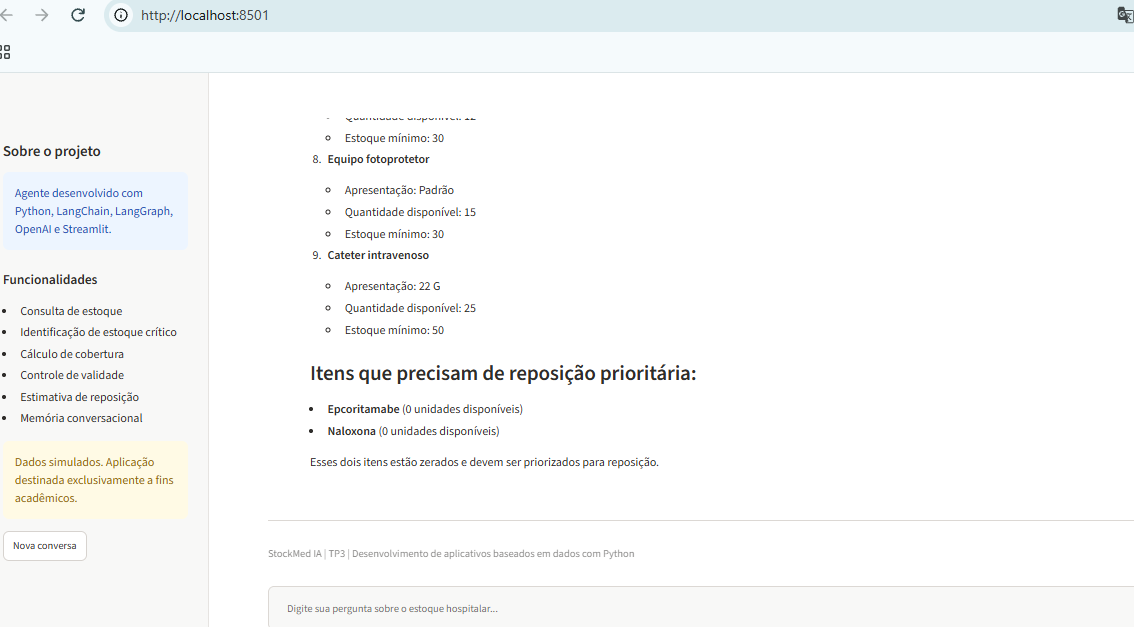 http://localhost:8501
Sobre o projeto
Agente desenvolvido com
Python, LangChain, LangGraph,
OpenAI e Streamlit.
Funcionalidades
Consulta de estoque
Identificação de estoque crítico
Cálculo de cobertura
Controle de validade
Estimativa de reposição
Memória conversacional
Dados simulados. Aplicação
destinada exclusivamente a fins
acadêmicos.
Nova conversa
Quantidade disponível: 12
Estoque mínimo: 30
8. Equipo fotoprotetor
Apresentação: Padrão
Quantidade disponível: 15
Estoque mínimo: 30
9. Cateter intravenoso
Apresentação: 22 G
Quantidade disponível: 25
Estoque mínimo: 50
Itens que precisam de reposição prioritária:
Epcoritamabe (0 unidades disponíveis)
Naloxona (0 unidades disponíveis)
Esses dois itens estão zerados e devem ser priorizados para reposição.
StockMed IA | TP3 | Desenvolvimento de aplicativos baseados em dados com Python
Digite sua pergunta sobre o estoque hospitalar...